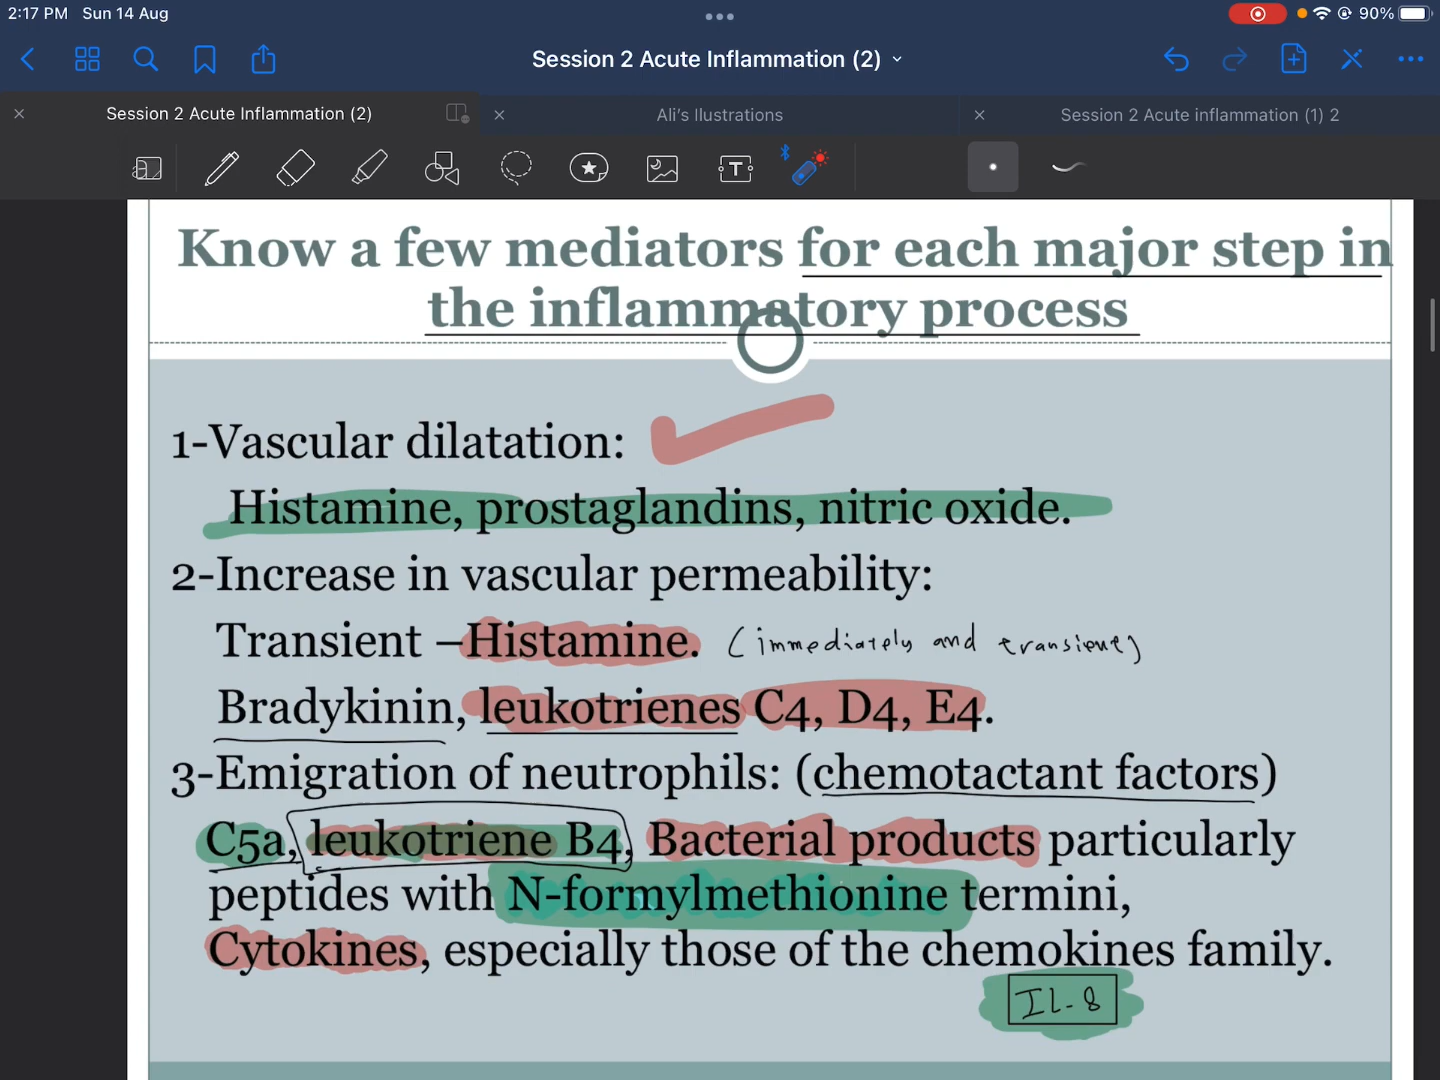 2:17 PM Sun 14 Aug
90%
Session 2 Acute Inflammation (2)
Session 2 Acute Inflammation (2)
Ali's Ilustrations
Session 2 Acute inflammation (1) 2
Know a few mediators for each major step in
the inflammatory process
1-Vascular dilatation:
Histamine, prostaglandins, nitric oxide.
2-Increase in vascular permeability:
Transient –Histamine. (immediately and transient)
Bradykinin, leukotrienes C4, D4, E4.
3-Emigration of neutrophils: (chemotactant factors)
C5a, leukotriene B4, Bacterial products particularly
peptides with N-formylmethionine termini,
Cytokines, especially those of the chemokines family.
IL-8